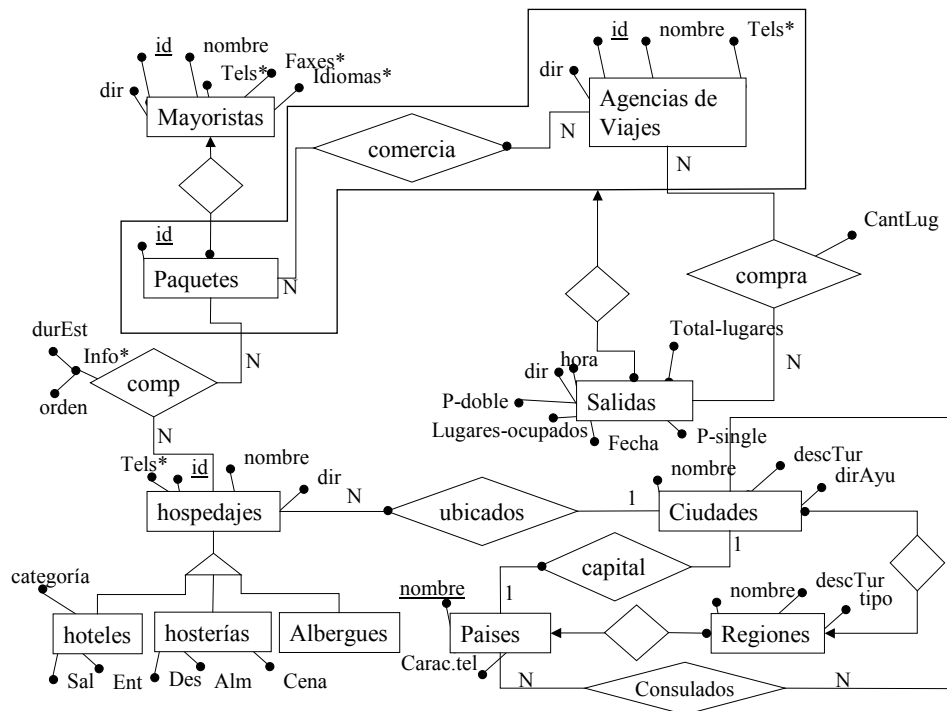 id
nombre
Faxes*
Tels*
Idiomas*
dir
Mayoristas
id
nombre
Tels*
dir
Agencias de
Viajes
N
comercia
N
id
Paquetes
N
CantLug
compra
durEst
Info*
N
comp
orden
N
Total-lugares
hora
dir
N
P-doble
Salidas
Lugares-ocupados
P-single
Fecha
Tels*
id
nombre
dir
hospedajes
N
ubicados
1
nombre
descTur
dirAyu
Ciudades
1
capital
1
categoría
hoteles
hosterías
Albergues
Sal
Ent
Des
Alm
Cena
nombre
Paises
Carac.tel
nombre
descTur
tipo
Regiones
N
Consulados
N